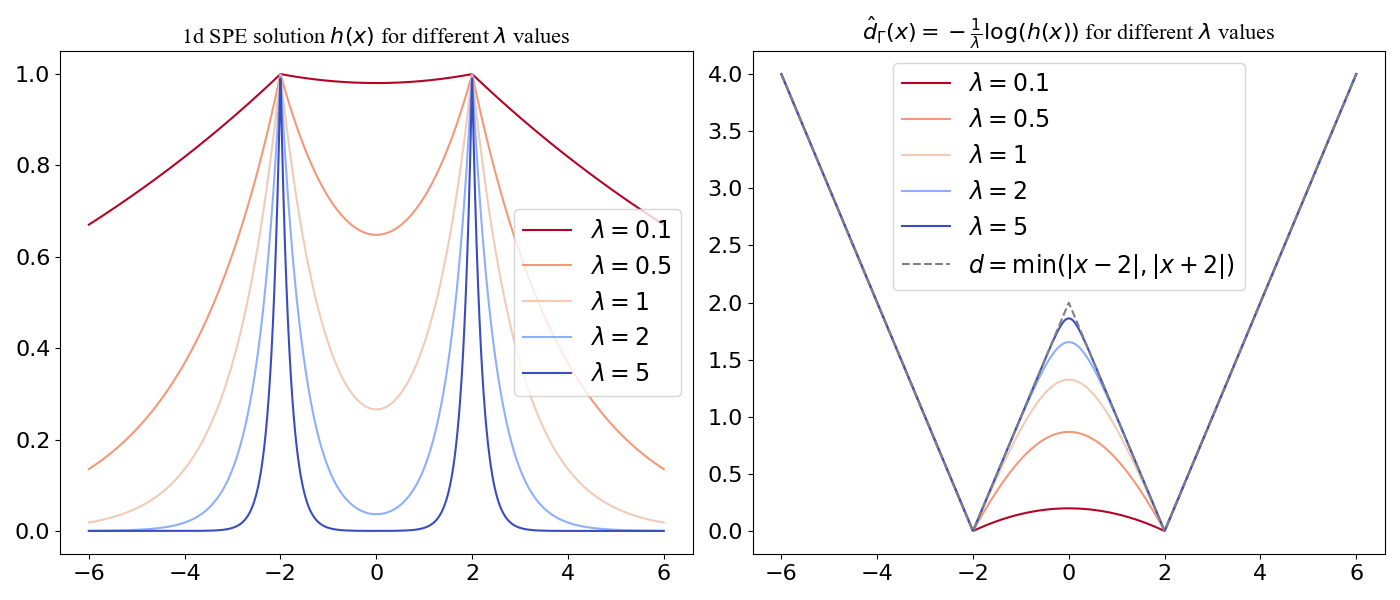 1d SPE solution h(x) for different λ values
1.0
0.8
0.6
0.4
0.2
0.0
−6 −4 −2 0 2 4 6
λ = 0.1
λ = 0.5
λ = 1
λ = 2
λ = 5
d̂_Γ(x) = −1/λ log(h(x)) for different λ values
4.0
3.5
3.0
2.5
2.0
1.5
1.0
0.5
0.0
−6 −4 −2 0 2 4 6
λ = 0.1
λ = 0.5
λ = 1
λ = 2
λ = 5
d = min(|x − 2|, |x + 2|)